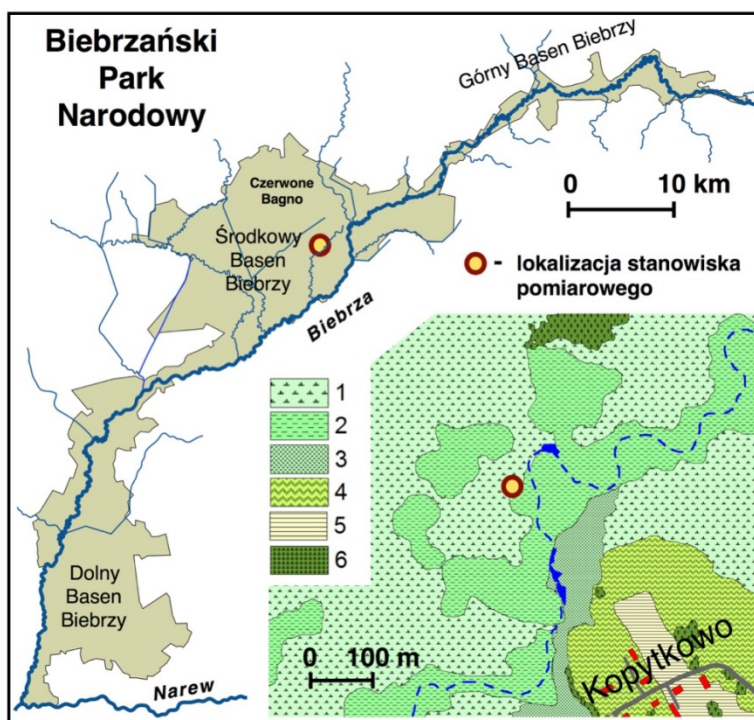 Biebrzański
Park
Narodowy
Górny Basen Biebrzy
0 10 km
Czerwone
Bagno
Środkowy
Basen
Biebrzy
- lokalizacja stanowiska
pomiarowego
Biebrza
1
2
3
4
5
6
Dolny
Basen
Biebrzy
Narew
0 100 m
Kopytkowo